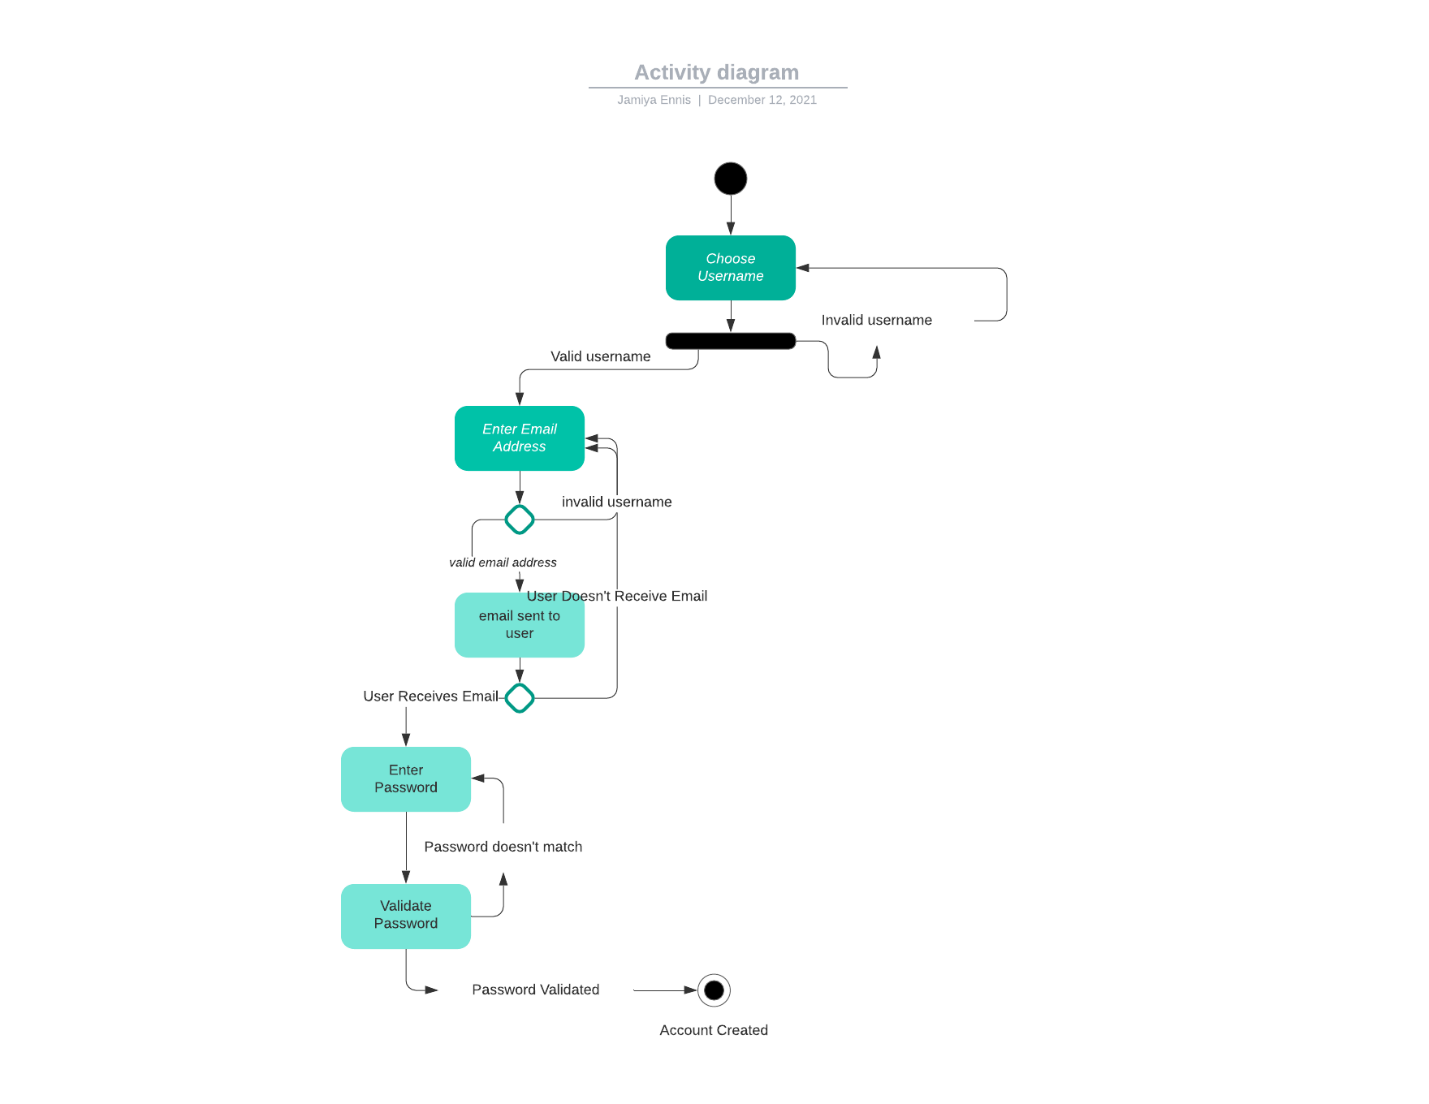 Activity diagram
Jamiya Ennis | December 12, 2021
Choose
Username
Invalid username
Valid username
Enter Email
Address
invalid username
valid email address
User Doesn't Receive Email
email sent to
user
User Receives Email
Enter
Password
Password doesn't match
Validate
Password
Password Validated
Account Created